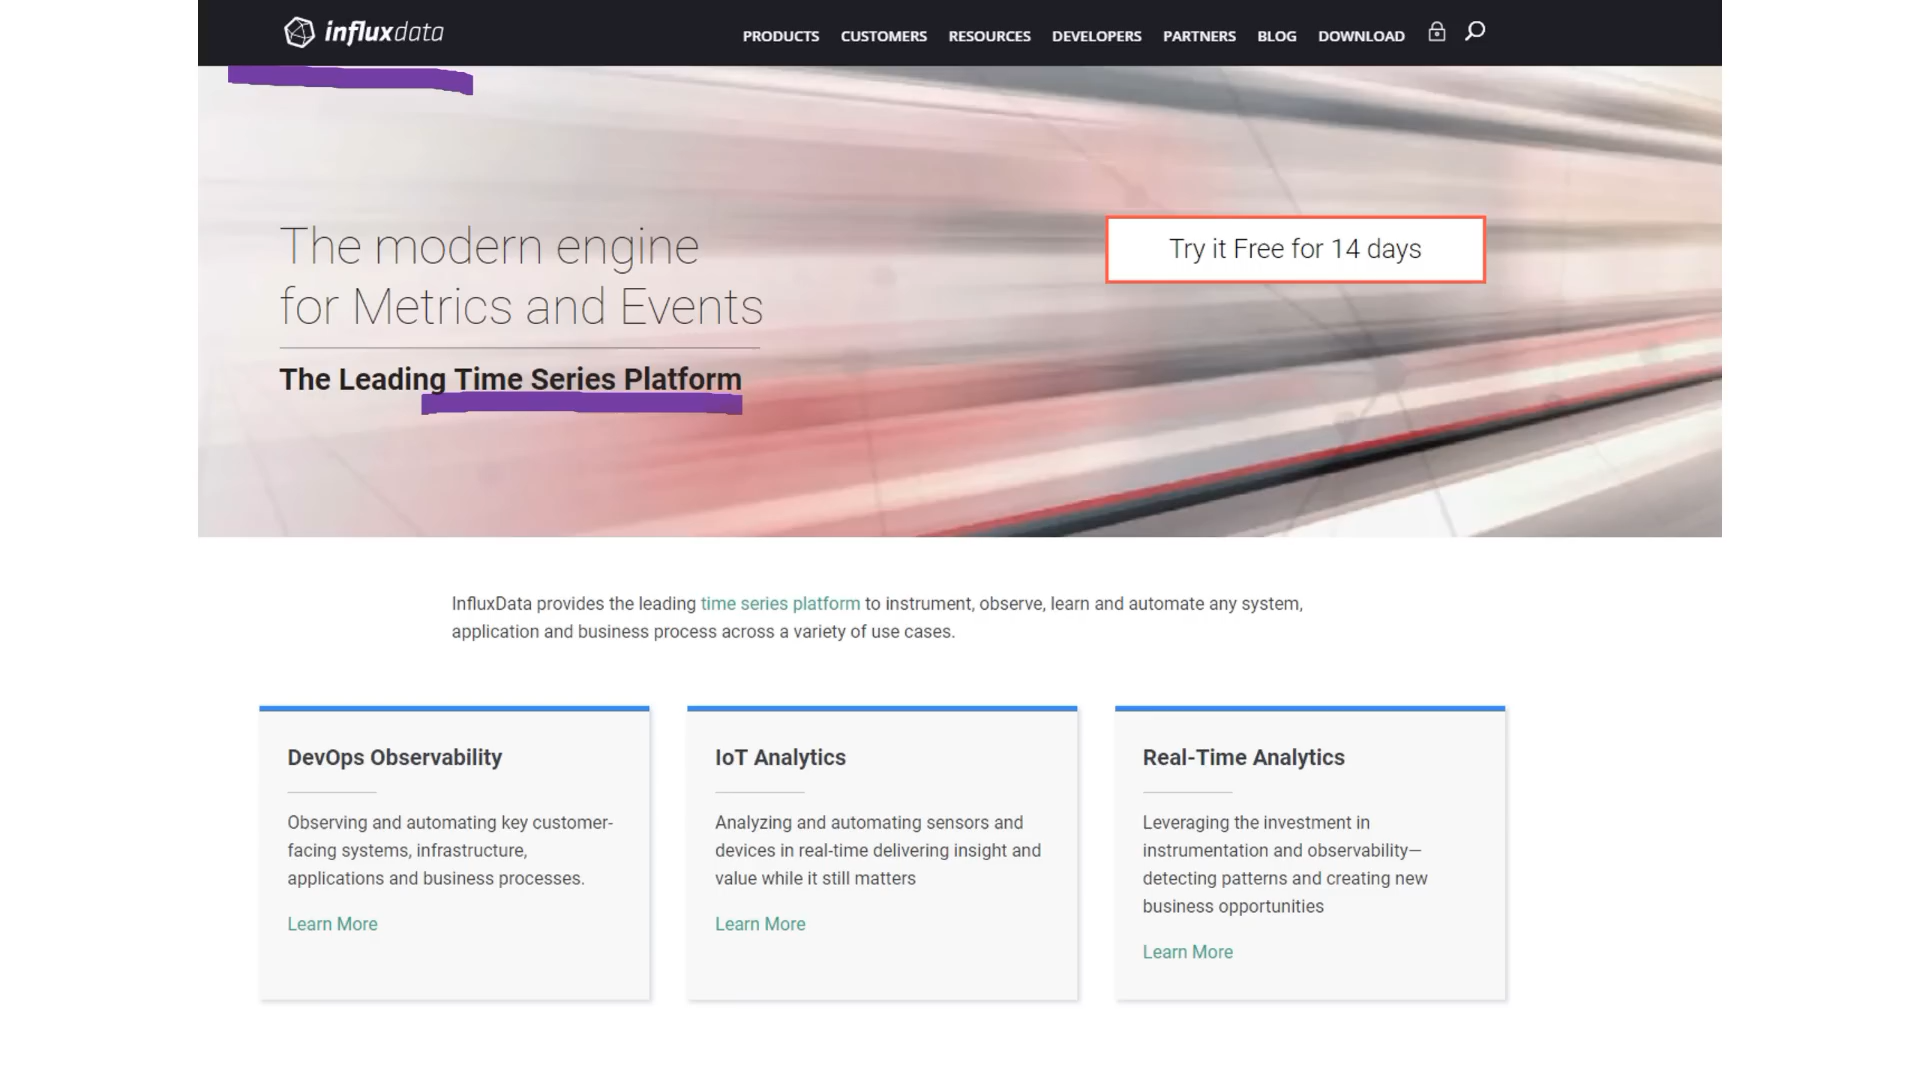 influxdata
PRODUCTS CUSTOMERS RESOURCES DEVELOPERS PARTNERS BLOG DOWNLOAD
The modern engine
for Metrics and Events
The Leading Time Series Platform
Try it Free for 14 days
InfluxData provides the leading time series platform to instrument, observe, learn and automate any system,
application and business process across a variety of use cases.
DevOps Observability
Observing and automating key customer-
facing systems, infrastructure,
applications and business processes.
Learn More
IoT Analytics
Analyzing and automating sensors and
devices in real-time delivering insight and
value while it still matters
Learn More
Real-Time Analytics
Leveraging the investment in
instrumentation and observability—
detecting patterns and creating new
business opportunities
Learn More